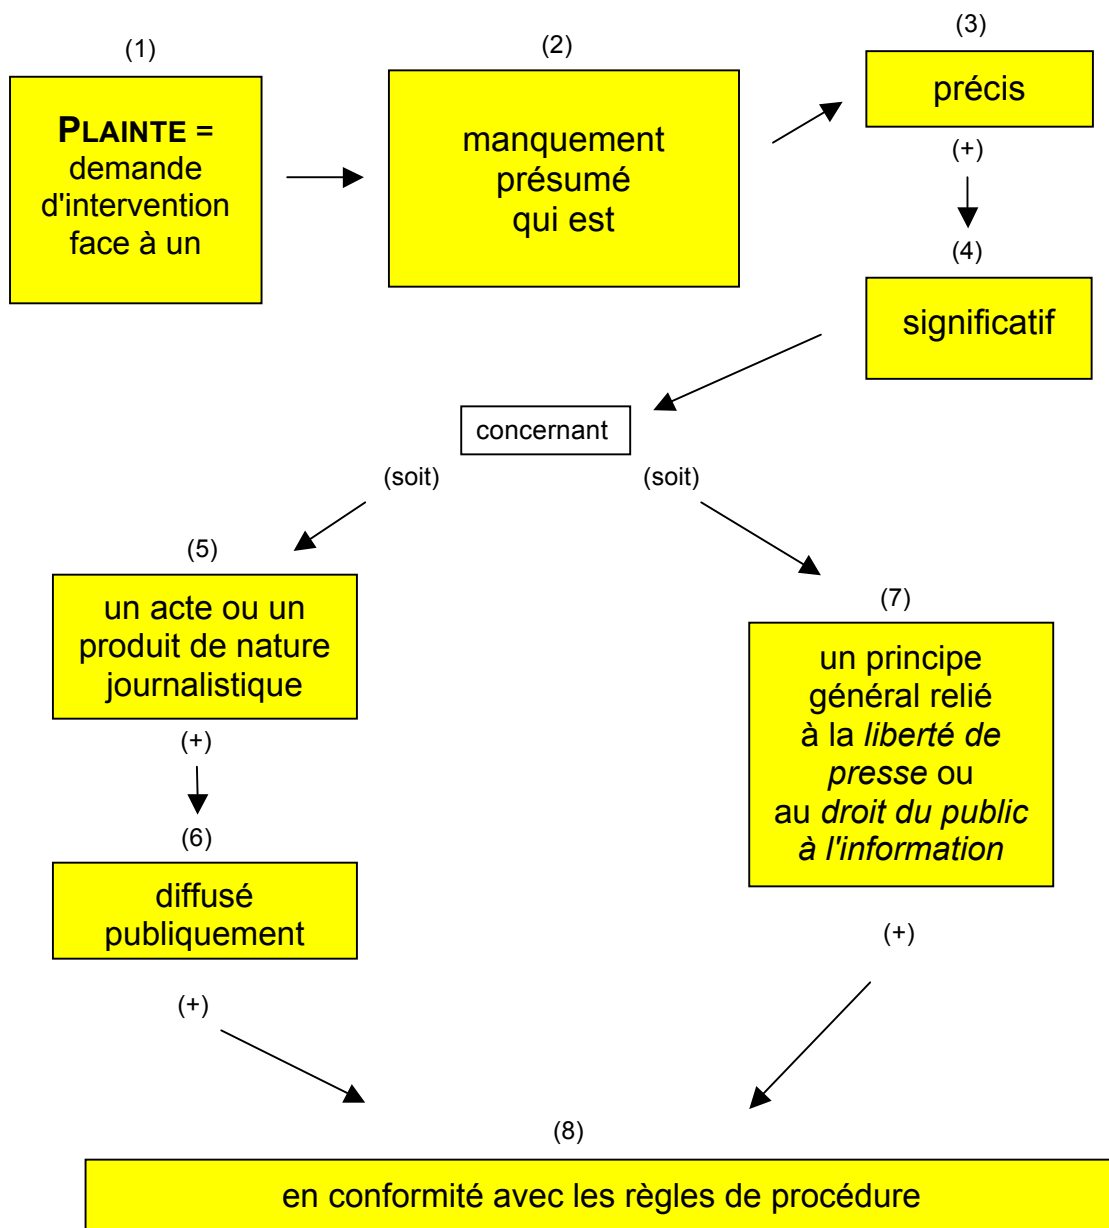 (1)
PLAINTE =
demande
d'intervention
face à un
(2)
manquement
présumé
qui est
(3)
précis
(+)
(4)
significatif
concernant
(soit)
(soit)
(5)
un acte ou un
produit de nature
journalistique
(+)
(6)
diffusé
publiquement
(+)
(7)
un principe
général relié
à la liberté de
presse ou
au droit du public
à l'information
(+)
(8)
en conformité avec les règles de procédure